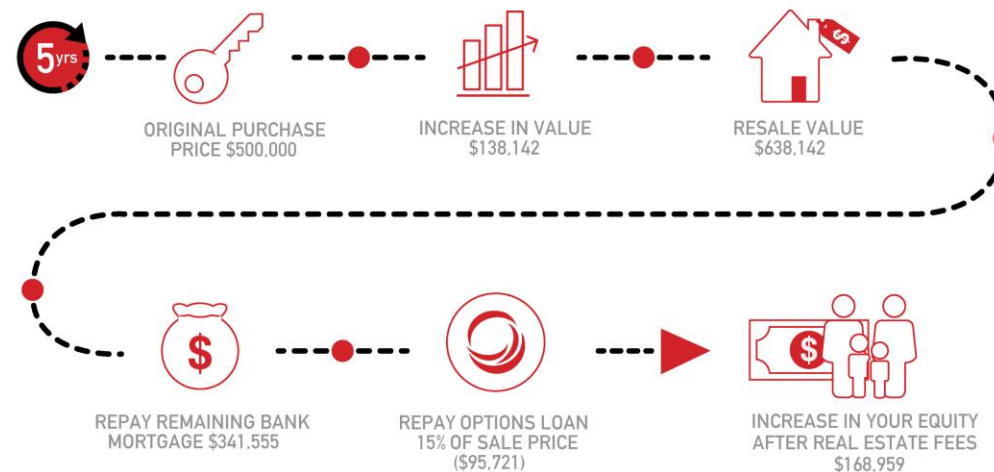 5yrs
ORIGINAL PURCHASE
PRICE $500,000
INCREASE IN VALUE
$138,142
RESALE VALUE
$638,142
$
$
$
REPAY REMAINING BANK
MORTGAGE $341,555
REPAY OPTIONS LOAN
15% OF SALE PRICE
($95,721)
INCREASE IN YOUR EQUITY
AFTER REAL ESTATE FEES
$168,959